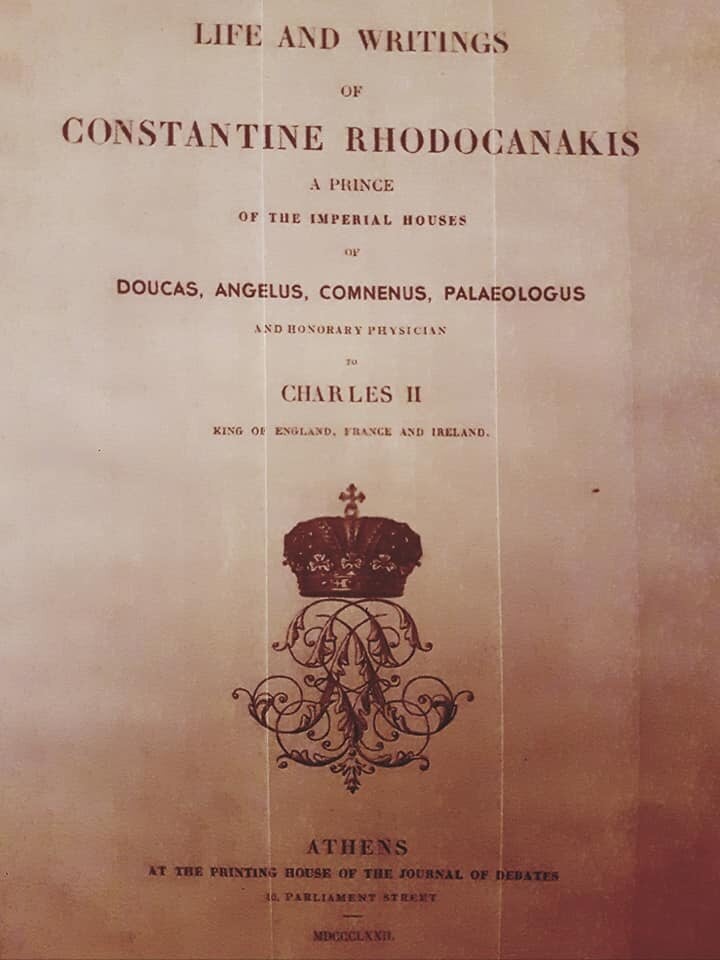 LIFE AND WRITINGS
OF
CONSTANTINE RHODOCANAKIS
A PRINCE
OF THE IMPERIAL HOUSES
OF
DOUCAS, ANGELUS, COMNENUS, PALAEOLOGUS
AND HONORARY PHYSICIAN
TO
CHARLES II
KING OF ENGLAND, FRANCE AND IRELAND.
ATHENS
AT THE PRINTING HOUSE OF THE JOURNAL OF DEBATES
PARLIAMENT STREET
MDCCCLXXII.